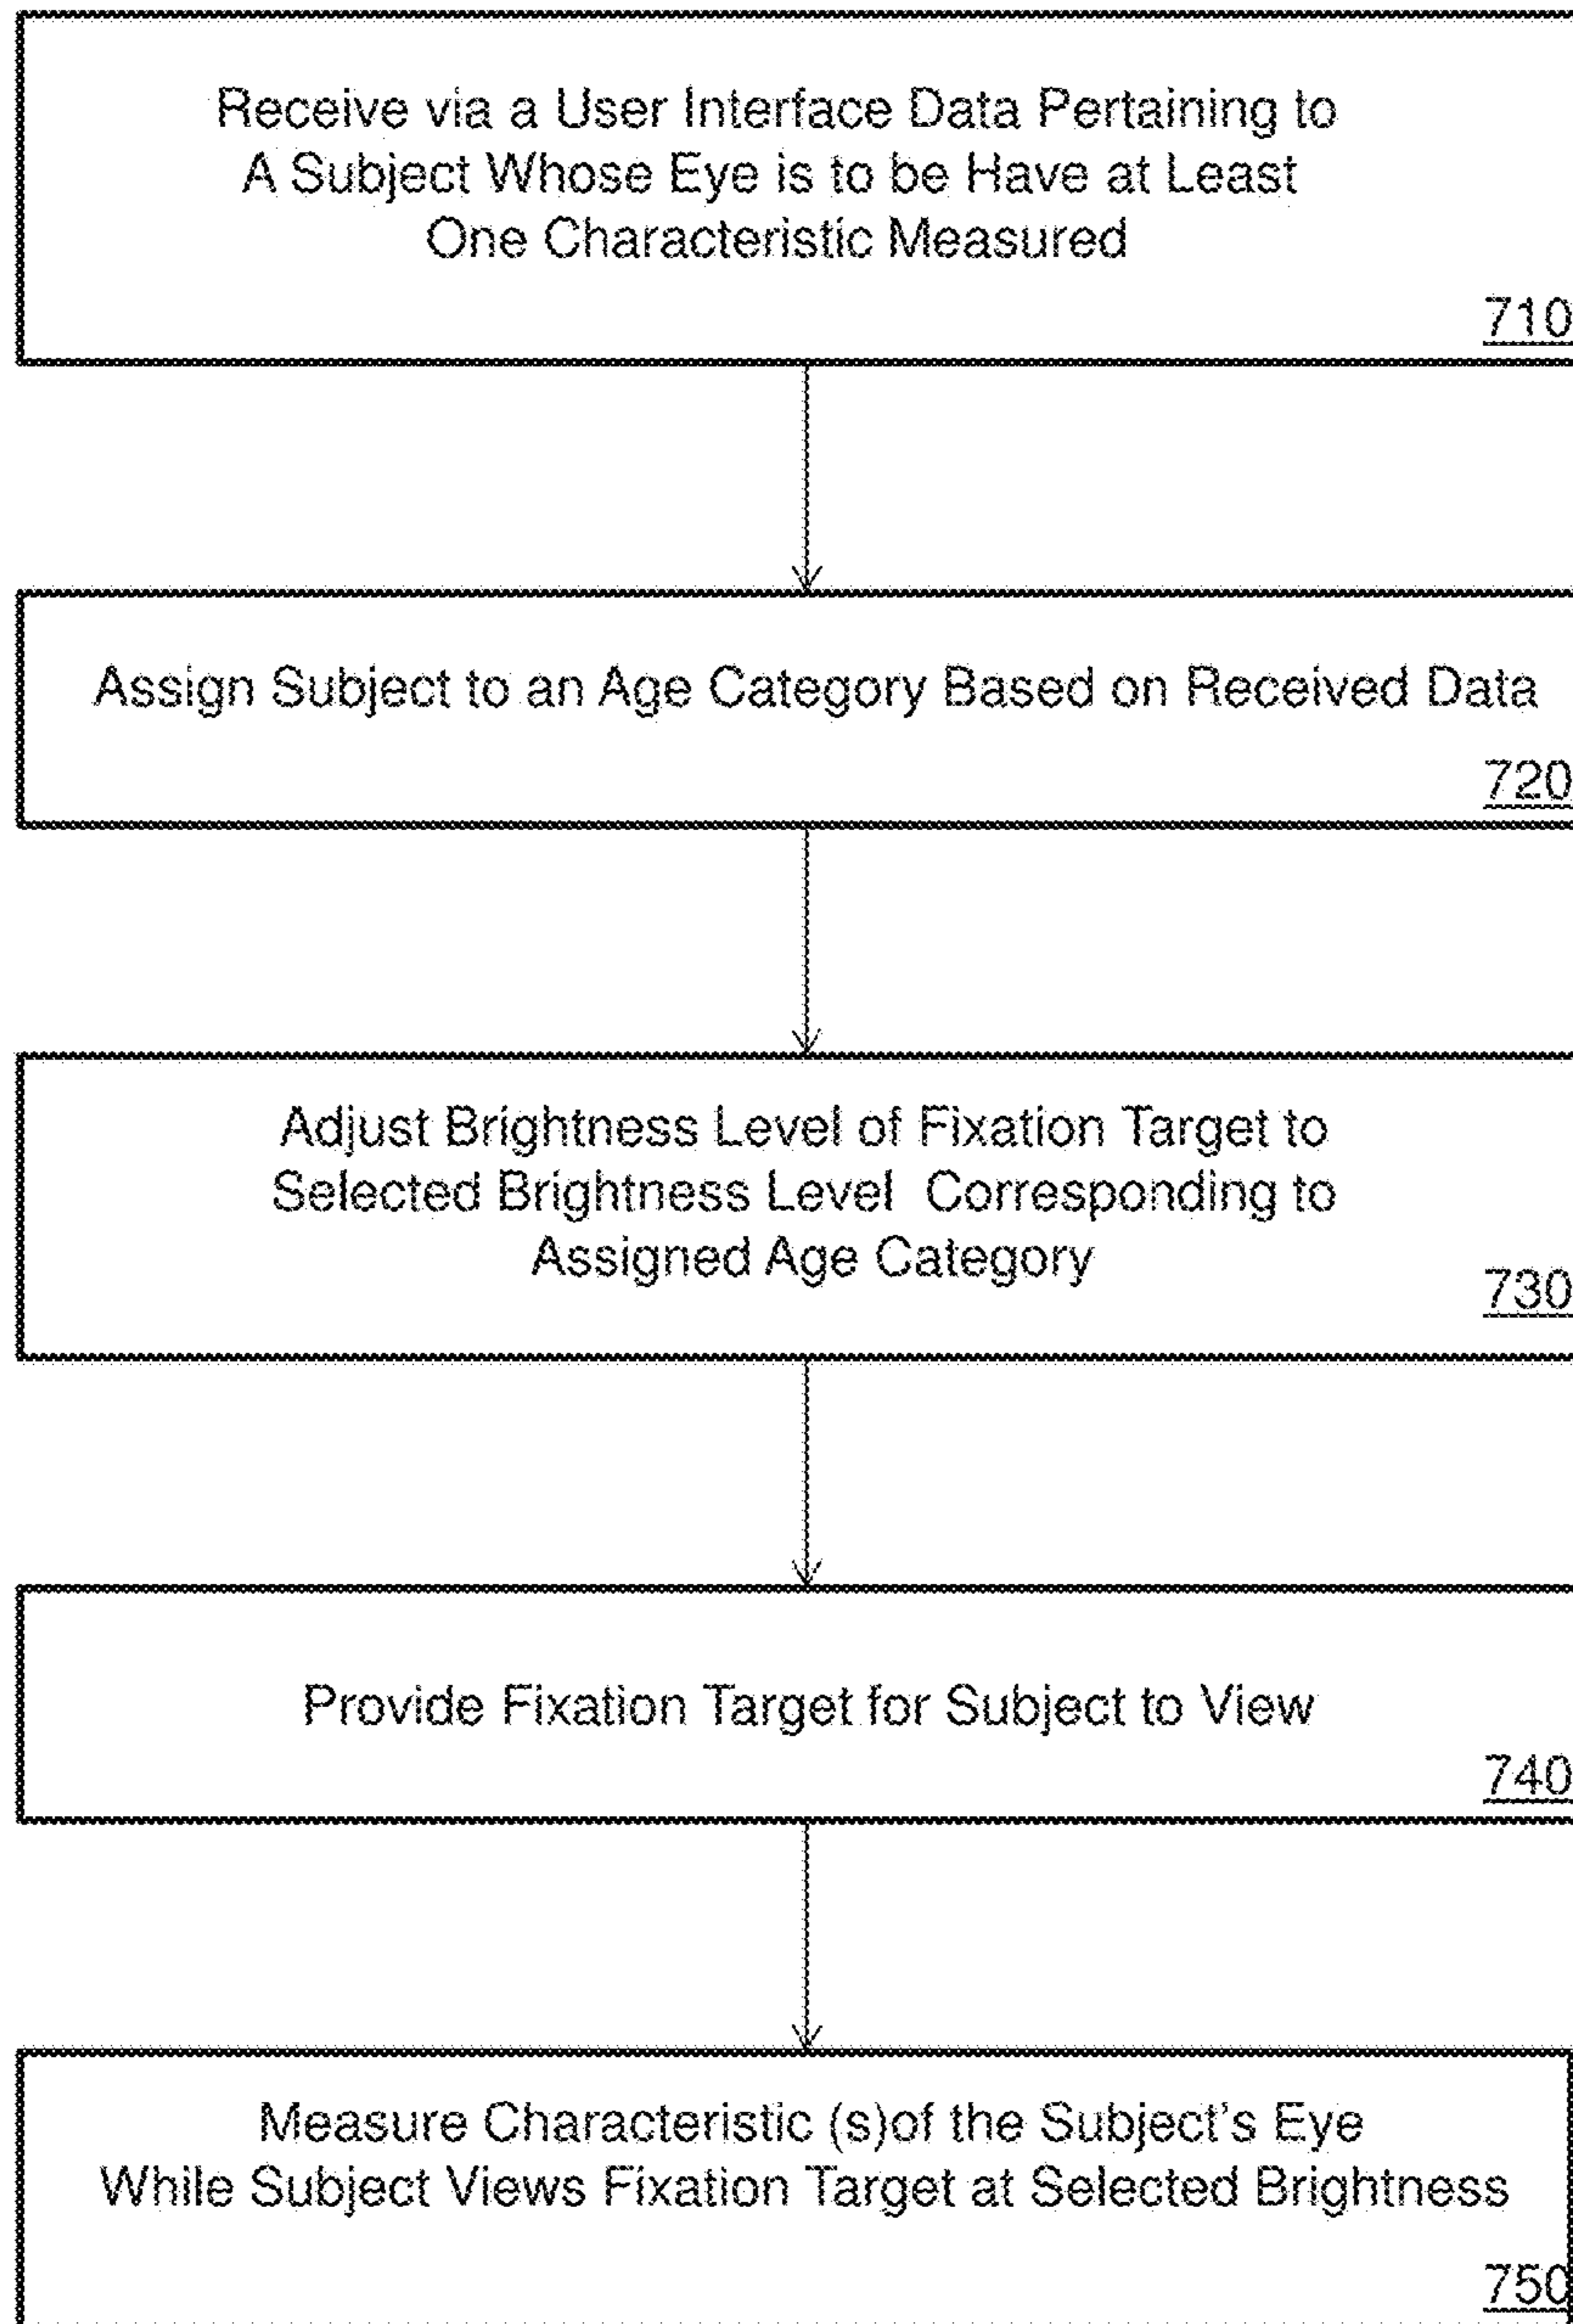 Receive via a User Interface Data Pertaining to
A Subject Whose Eye is to be Have at Least
One Characteristic Measured
710
Assign Subject to an Age Category Based on Received Data
720
Adjust Brightness Level of Fixation Target to
Selected Brightness Level Corresponding to
Assigned Age Category
730
Provide Fixation Target for Subject to View
740
Measure Characteristic (s)of the Subject's Eye
While Subject Views Fixation Target at Selected Brightness
750